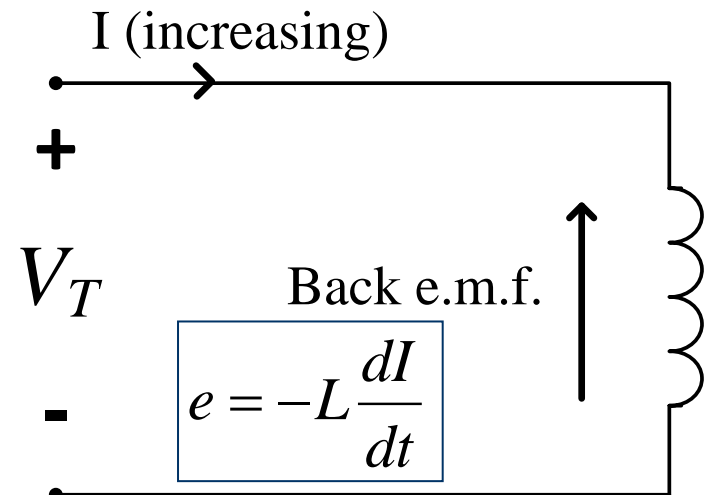 I (increasing)
+
V_T
Back e.m.f.
e = −L dI/dt
-